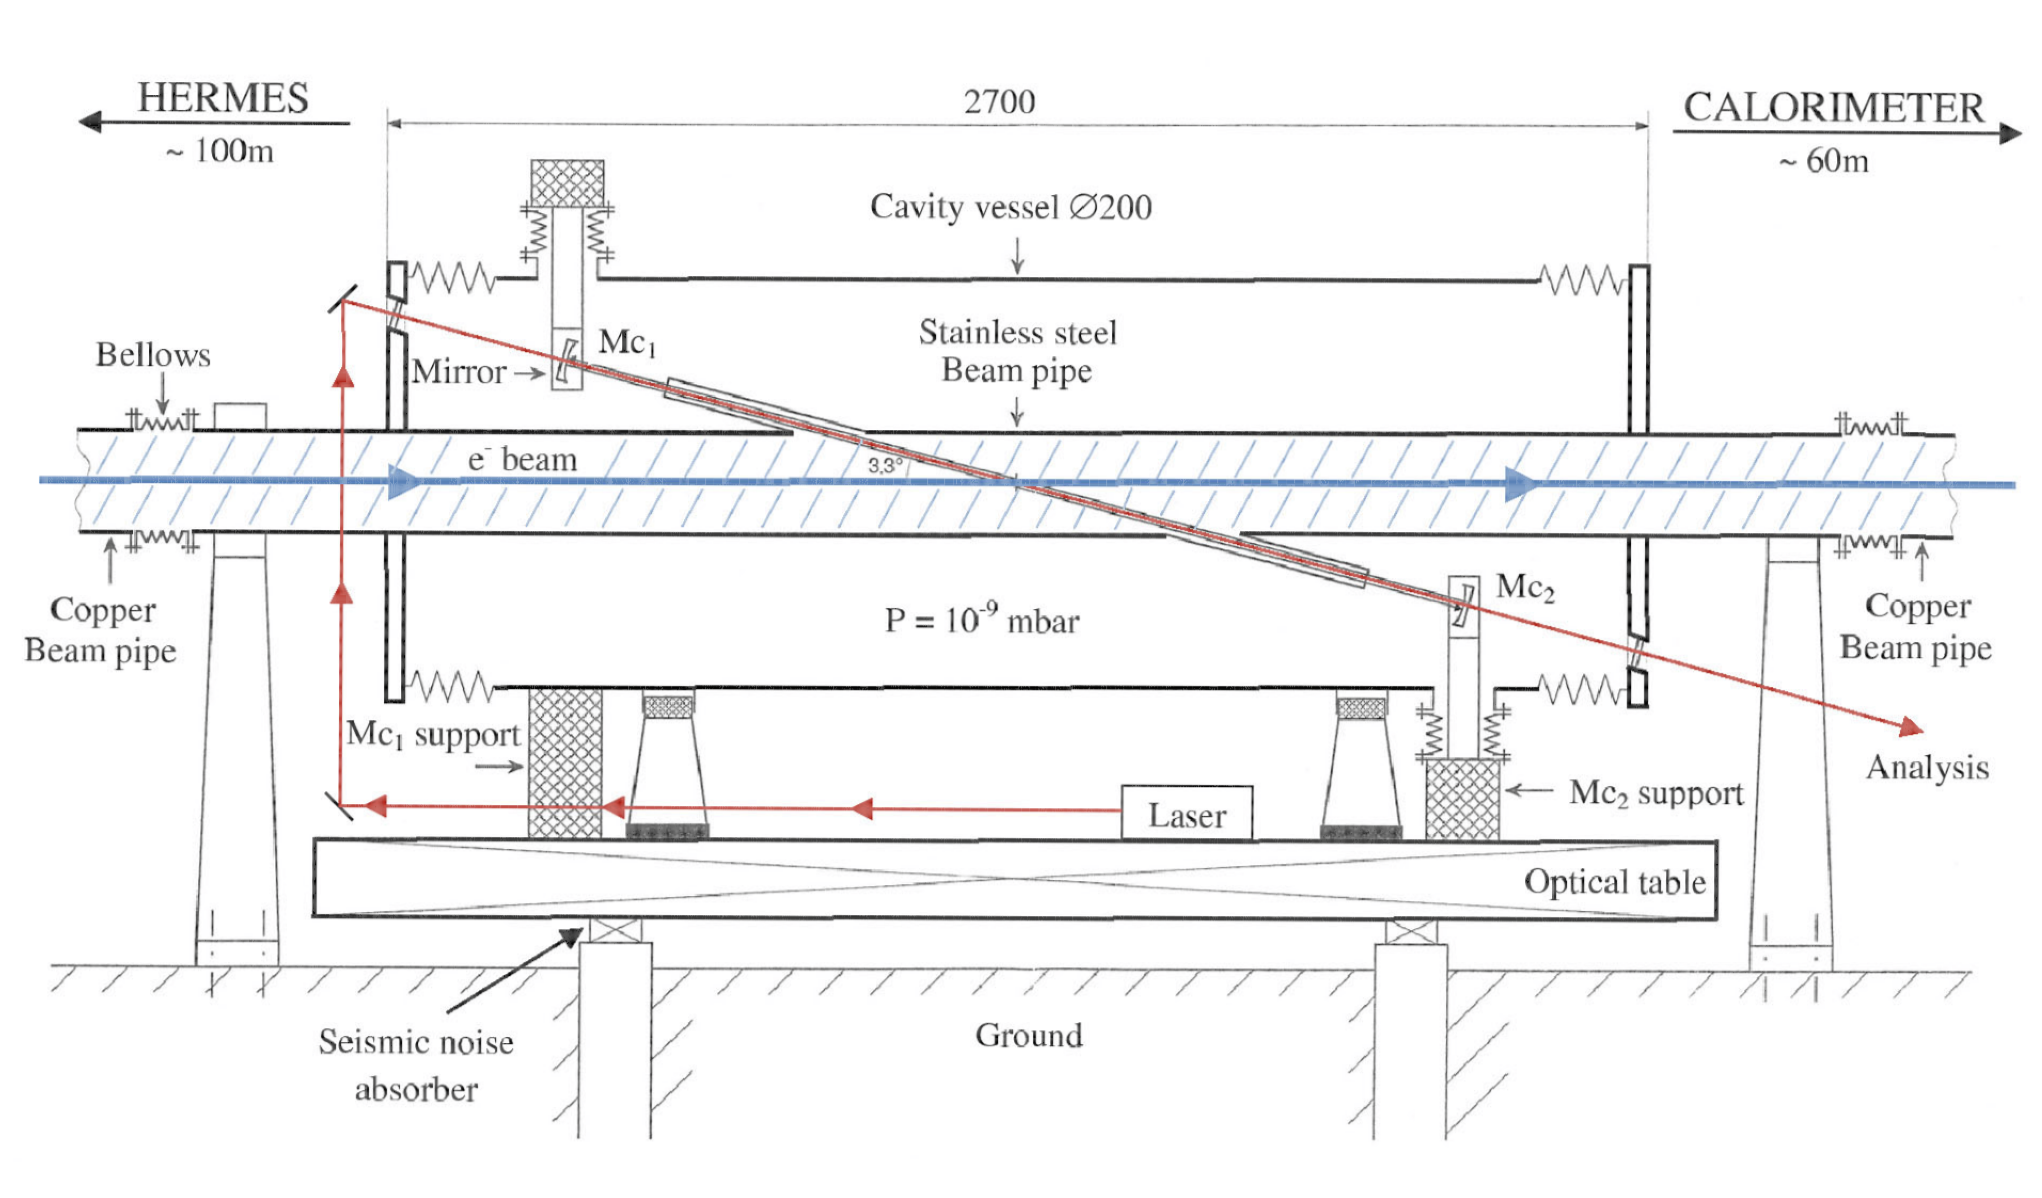 HERMES
~ 100m
2700
CALORIMETER
~ 60m
Cavity vessel Ø200
Stainless steel
Beam pipe
Mc₁
Mirror
Bellows
e⁻ beam
3,3°
Copper
Beam pipe
P = 10⁻⁹ mbar
Mc₂
Copper
Beam pipe
Mc₁ support
Laser
Mc₂ support
Analysis
Optical table
Seismic noise
absorber
Ground